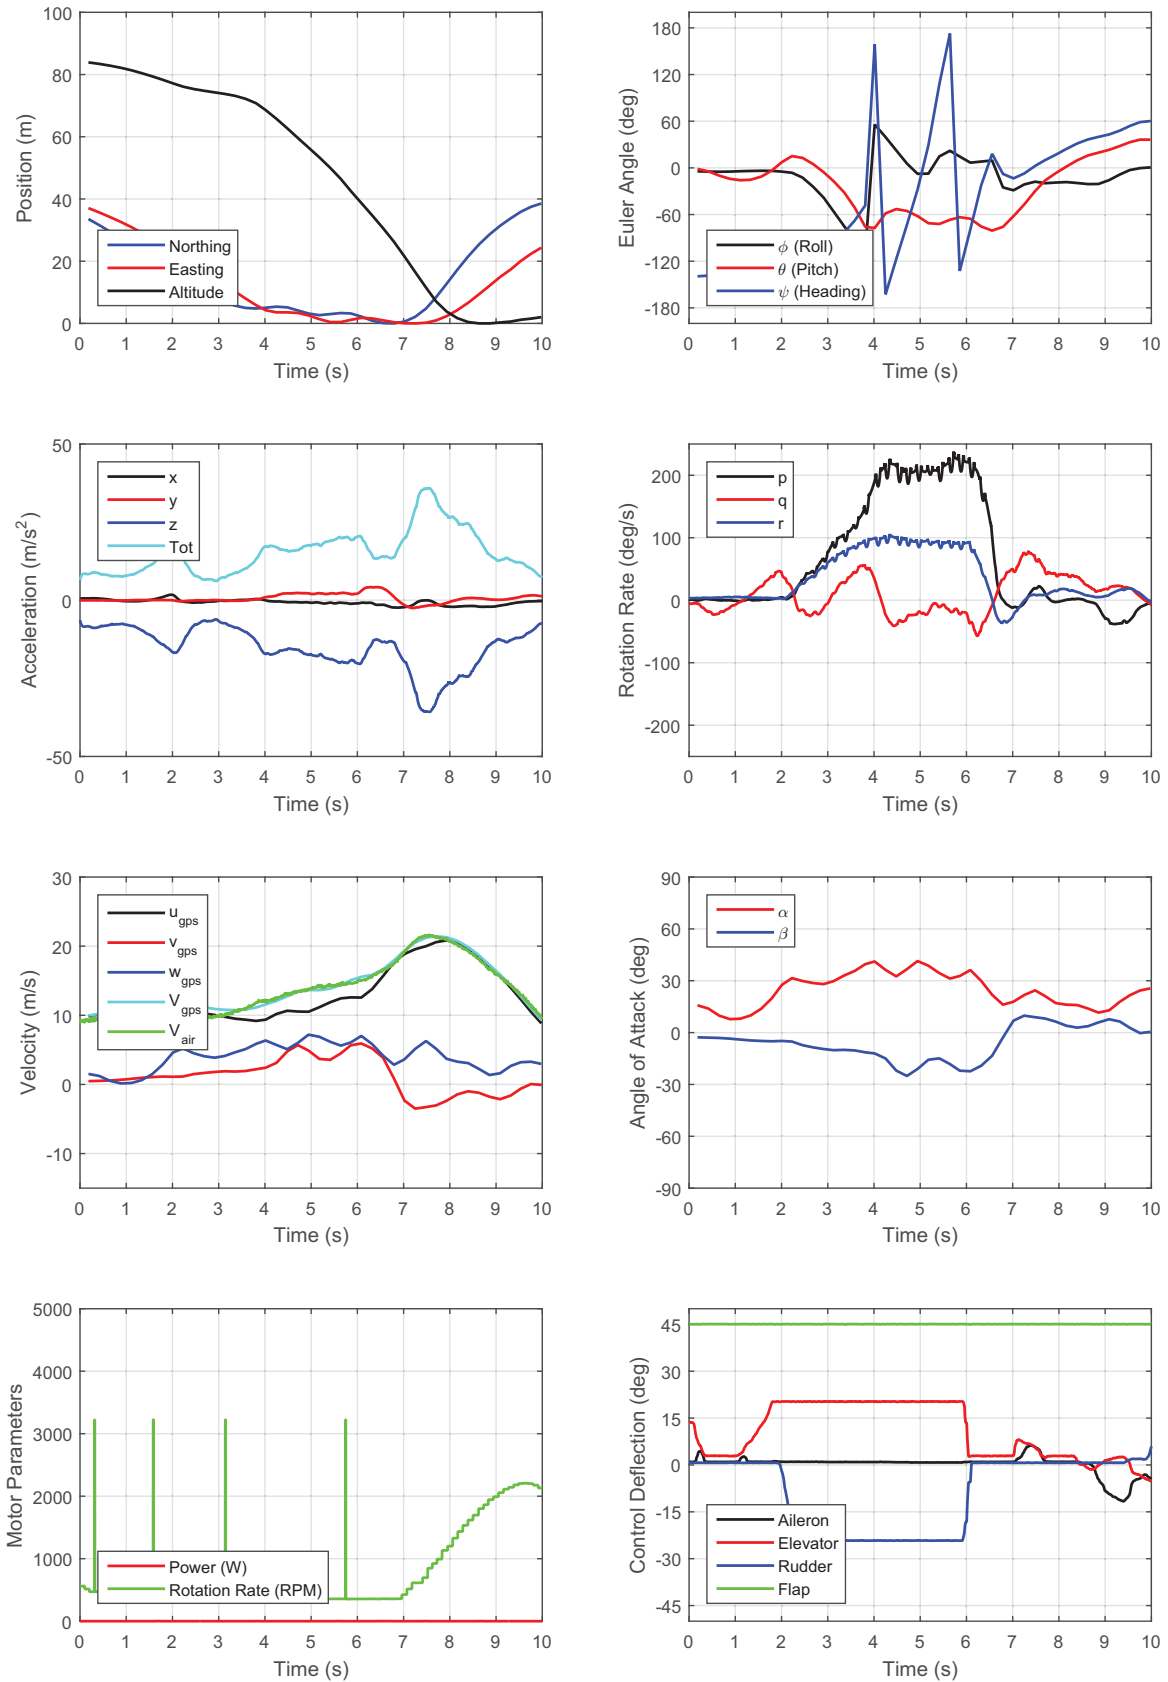 100
80
60
40
20
0
Position (m)
Northing
Easting
Altitude
0 1 2 3 4 5 6 7 8 9 10
Time (s)
180
120
60
0
-60
-120
-180
Euler Angle (deg)
ϕ (Roll)
θ (Pitch)
ψ (Heading)
0 1 2 3 4 5 6 7 8 9 10
Time (s)
50
0
-50
Acceleration (m/s²)
x
y
z
Tot
0 1 2 3 4 5 6 7 8 9 10
Time (s)
200
100
0
-100
-200
Rotation Rate (deg/s)
p
q
r
0 1 2 3 4 5 6 7 8 9 10
Time (s)
30
20
10
0
-10
Velocity (m/s)
u gps
v gps
w gps
V gps
V air
0 1 2 3 4 5 6 7 8 9 10
Time (s)
90
60
30
0
-30
-60
-90
Angle of Attack (deg)
α
β
0 1 2 3 4 5 6 7 8 9 10
Time (s)
5000
4000
3000
2000
1000
0
Motor Parameters
Power (W)
Rotation Rate (RPM)
0 1 2 3 4 5 6 7 8 9 10
Time (s)
45
30
15
0
-15
-30
-45
Control Deflection (deg)
Aileron
Elevator
Rudder
Flap
0 1 2 3 4 5 6 7 8 9 10
Time (s)